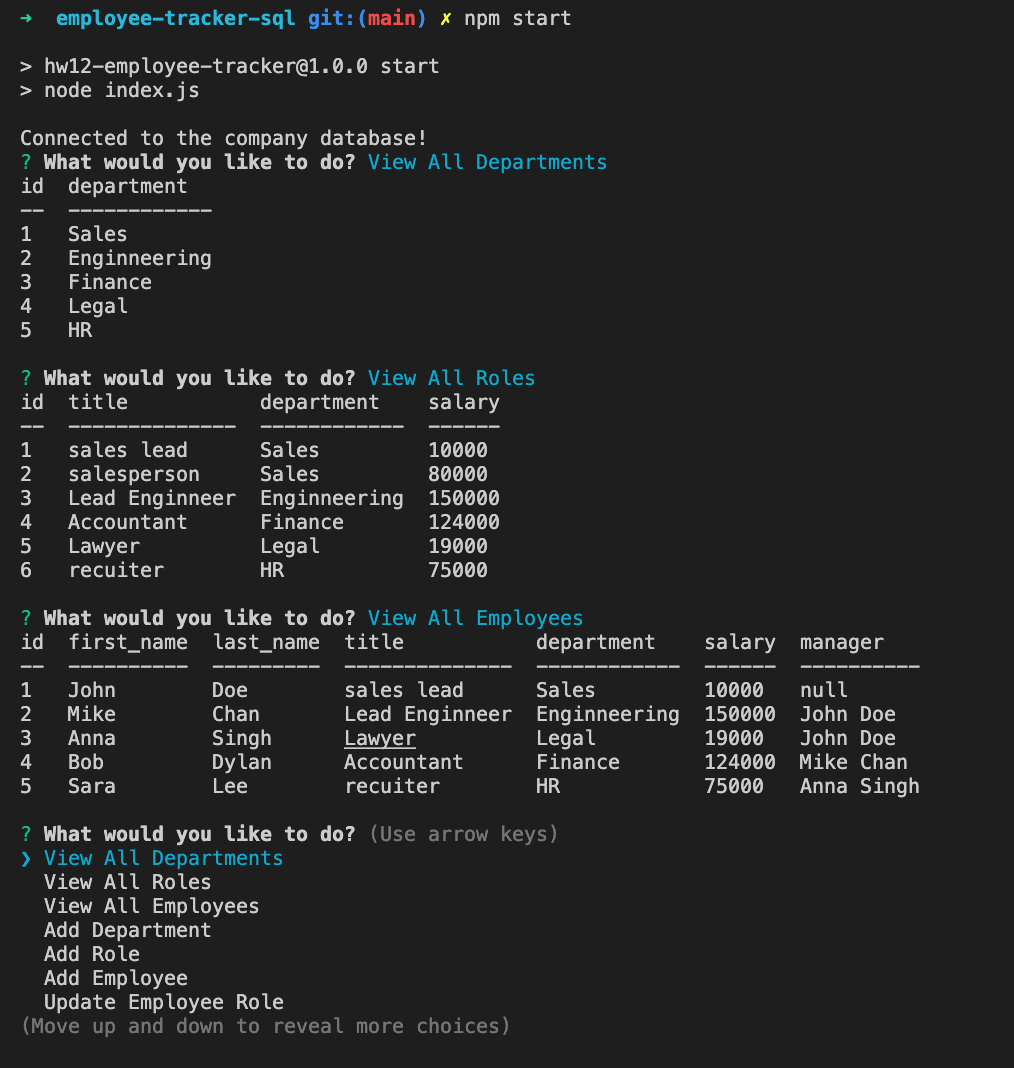 ➜  employee-tracker-sql git:(main) ✗ npm start
> hw12-employee-tracker@1.0.0 start
> node index.js
Connected to the company database!
? What would you like to do? View All Departments
id  department
--  ------------
1   Sales
2   Enginneering
3   Finance
4   Legal
5   HR
? What would you like to do? View All Roles
id  title           department    salary
--  --------------  ------------  ------
1   sales lead      Sales         10000
2   salesperson     Sales         80000
3   Lead Enginneer  Enginneering  150000
4   Accountant      Finance       124000
5   Lawyer          Legal         19000
6   recuiter        HR            75000
? What would you like to do? View All Employees
id  first_name  last_name  title           department    salary  manager
--  ----------  ---------  --------------  ------------  ------  ----------
1   John        Doe        sales lead      Sales         10000   null
2   Mike        Chan       Lead Enginneer  Enginneering  150000  John Doe
3   Anna        Singh      Lawyer          Legal         19000   John Doe
4   Bob         Dylan      Accountant      Finance       124000  Mike Chan
5   Sara        Lee        recuiter        HR            75000   Anna Singh
? What would you like to do? (Use arrow keys)
❯ View All Departments
  View All Roles
  View All Employees
  Add Department
  Add Role
  Add Employee
  Update Employee Role
(Move up and down to reveal more choices)